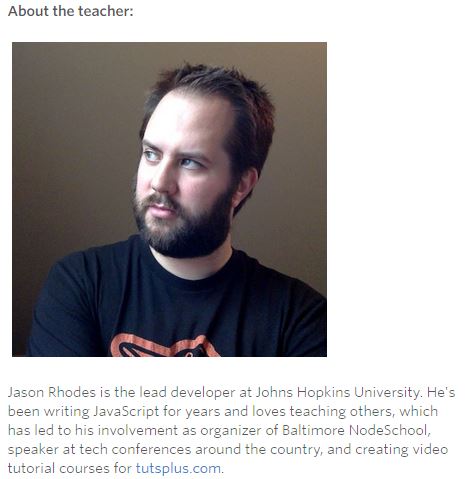 About the teacher:
Jason Rhodes is the lead developer at Johns Hopkins University. He's
been writing JavaScript for years and loves teaching others, which
has led to his involvement as organizer of Baltimore NodeSchool,
speaker at tech conferences around the country, and creating video
tutorial courses for tutsplus.com.